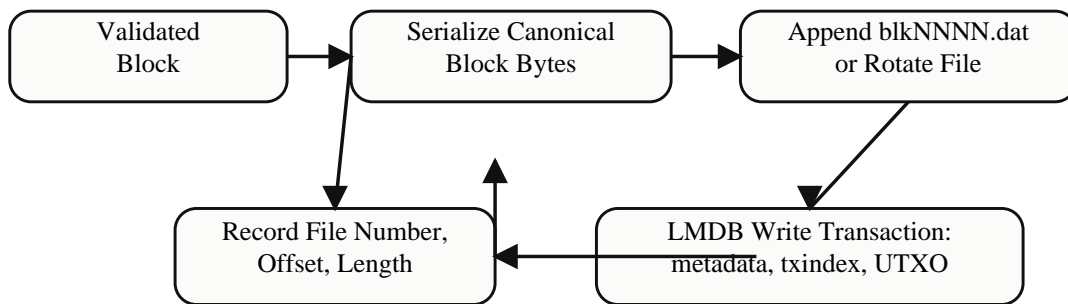 Validated
Block
Serialize Canonical
Block Bytes
Append blkNNNN.dat
or Rotate File
Record File Number,
Offset, Length
LMDB Write Transaction:
metadata, txindex, UTXO